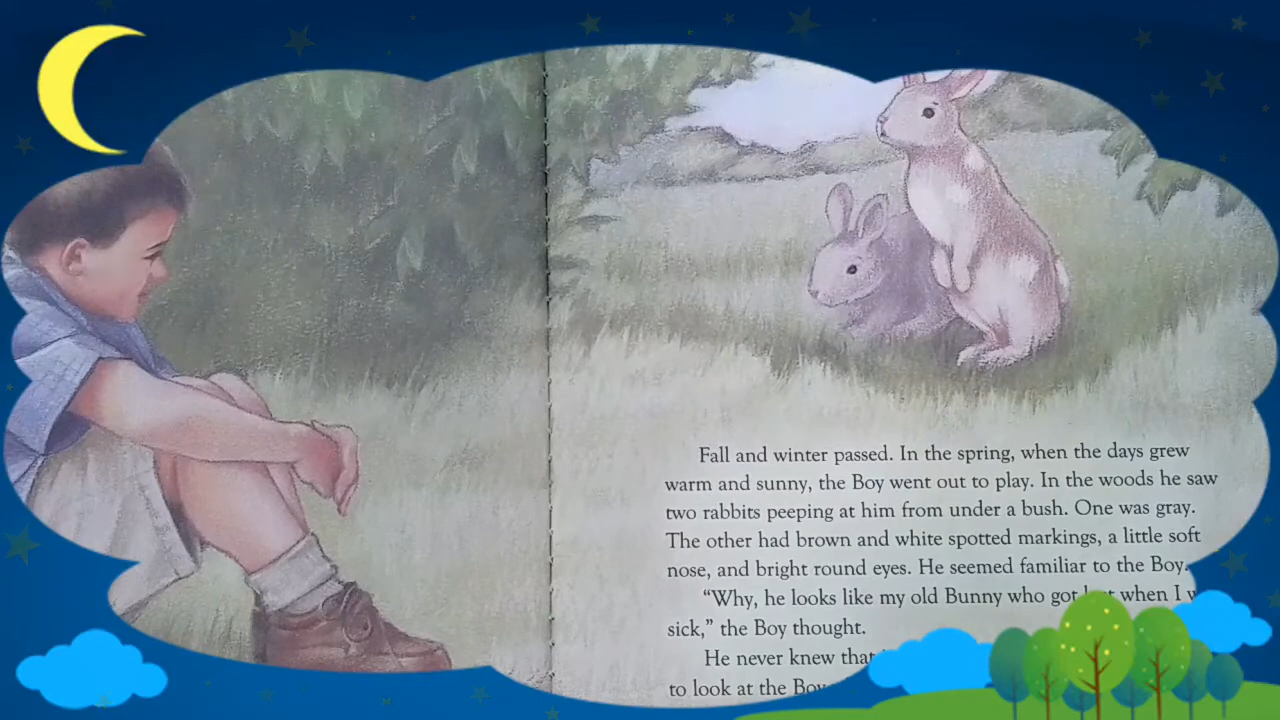 Fall and winter passed. In the spring, when the days grew
warm and sunny, the Boy went out to play. In the woods he saw
two rabbits peeping at him from under a bush. One was gray.
The other had brown and white spotted markings, a little soft
nose, and bright round eyes. He seemed familiar to the Boy.
“Why, he looks like my old Bunny who got when I
sick,” the Boy thought.
He never knew that
to look at the Boy